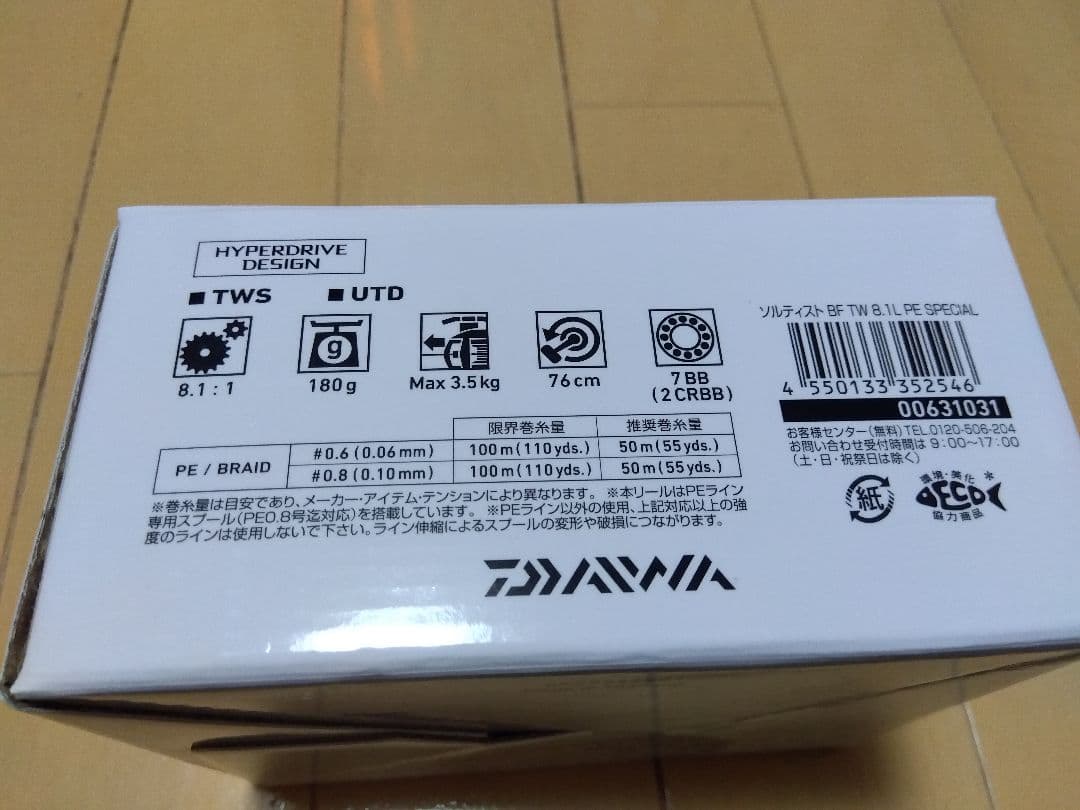 HYPERDRIVE
DESIGN
■ TWS ■ UTD
8.1 : 1
g
180g
Max 3.5kg
76cm
7BB
(2CRBB)
限界巻糸量 推奨巻糸量
PE / BRAID
#0.6 (0.06mm) 100m(110yds.) 50m(55yds.)
#0.8 (0.10mm) 100m(110yds.) 50m(55yds.)
※巻糸量は目安であり、メーカー・アイテム・テンションにより異なります。 ※本リールはPEライン
専用スプール(PE0.8号迄対応)を搭載しています。 ※PEライン以外の使用、上記対応以上の強
度のラインは使用しないで下さい。ライン伸縮によるスプールの変形や破損につながります。
DAIWA
ソルティスト BF TW 8.1L PE SPECIAL
4 550133 352546
00631031
お客様センター(無料)TEL.0120-506-204
お問い合わせ受付時間は 9:00〜17:00
(土・日・祝祭日は除く)
紙
環境・美化
ECO
協力商品